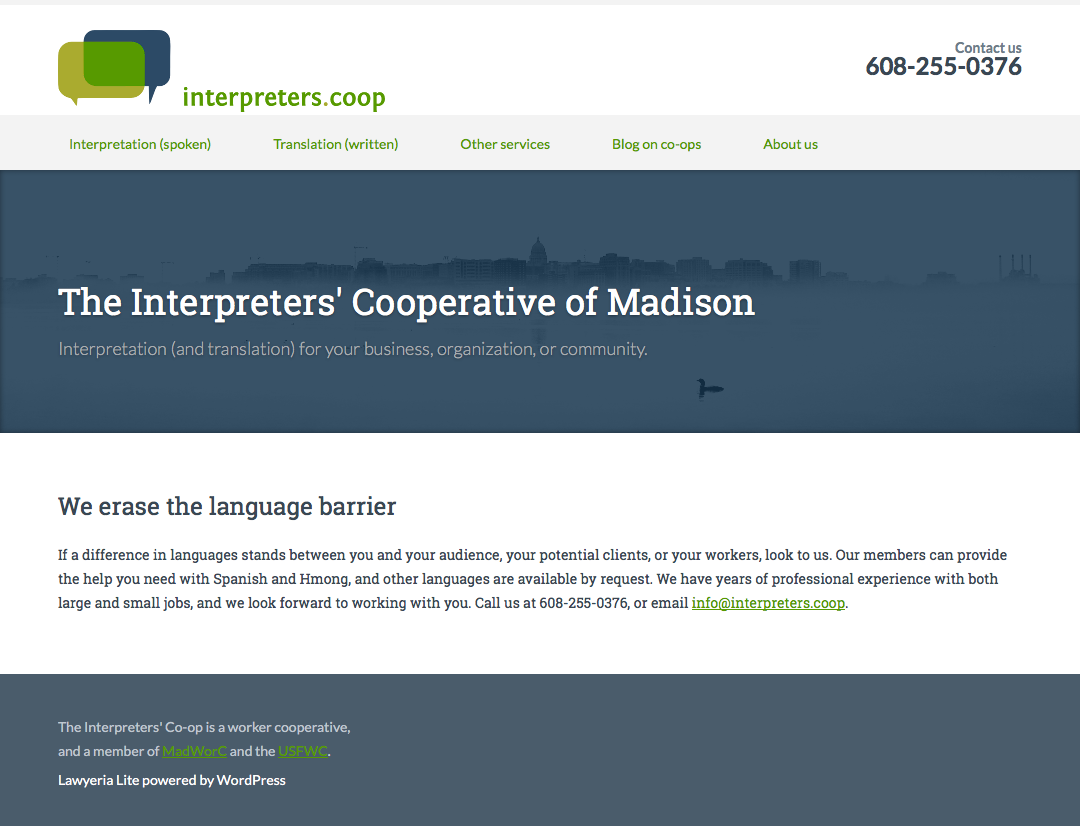 interpreters.coop
Contact us
608-255-0376
Interpretation (spoken)
Translation (written)
Other services
Blog on co-ops
About us
The Interpreters' Cooperative of Madison
Interpretation (and translation) for your business, organization, or community.
We erase the language barrier
If a difference in languages stands between you and your audience, your potential clients, or your workers, look to us. Our members can provide
the help you need with Spanish and Hmong, and other languages are available by request. We have years of professional experience with both
large and small jobs, and we look forward to working with you. Call us at 608-255-0376, or email info@interpreters.coop.
The Interpreters' Co-op is a worker cooperative,
and a member of MadWorC and the USFWC.
Lawyeria Lite powered by WordPress